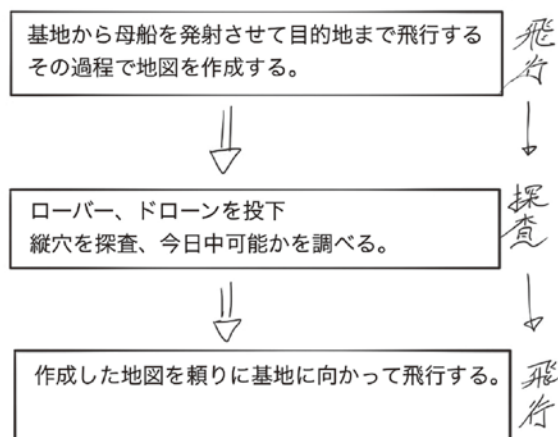 基地から母船を発射させて目的地まで飛行する
その過程で地図を作成する。
飛行
ローバー、ドローンを投下
縦穴を探査、今日中可能かを調べる。
探査
作成した地図を頼りに基地に向かって飛行する。
飛行